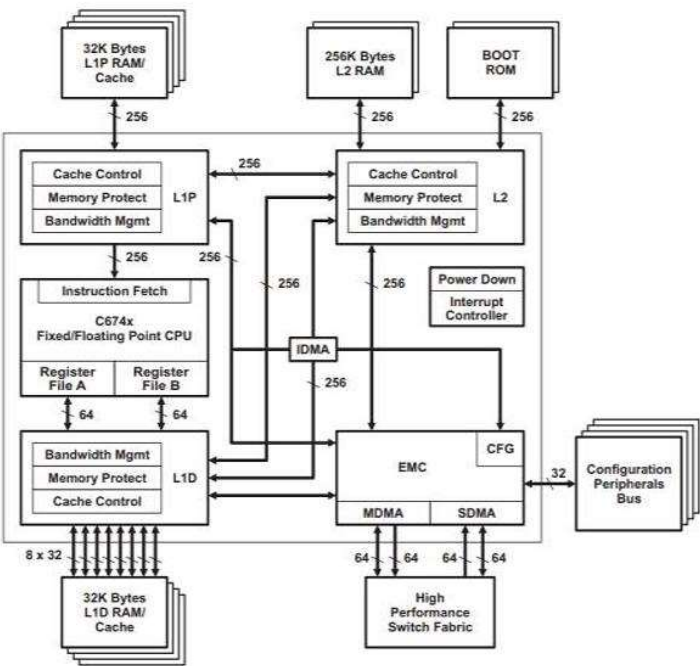 32K Bytes
L1P RAM/
Cache
256K Bytes
L2 RAM
BOOT
ROM
256
256
256
Cache Control
Memory Protect
Bandwidth Mgmt
L1P
256
Cache Control
Memory Protect
Bandwidth Mgmt
L2
256
256
256
256
Power Down
Interrupt
Controller
Instruction Fetch
C674x
Fixed/Floating Point CPU
Register
File A
Register
File B
IDMA
256
64
64
Bandwidth Mgmt
Memory Protect
Cache Control
L1D
CFG
EMC
MDMA
SDMA
32
Configuration
Peripherals
Bus
8 x 32
64
64
64
64
32K Bytes
L1D RAM/
Cache
High
Performance
Switch Fabric